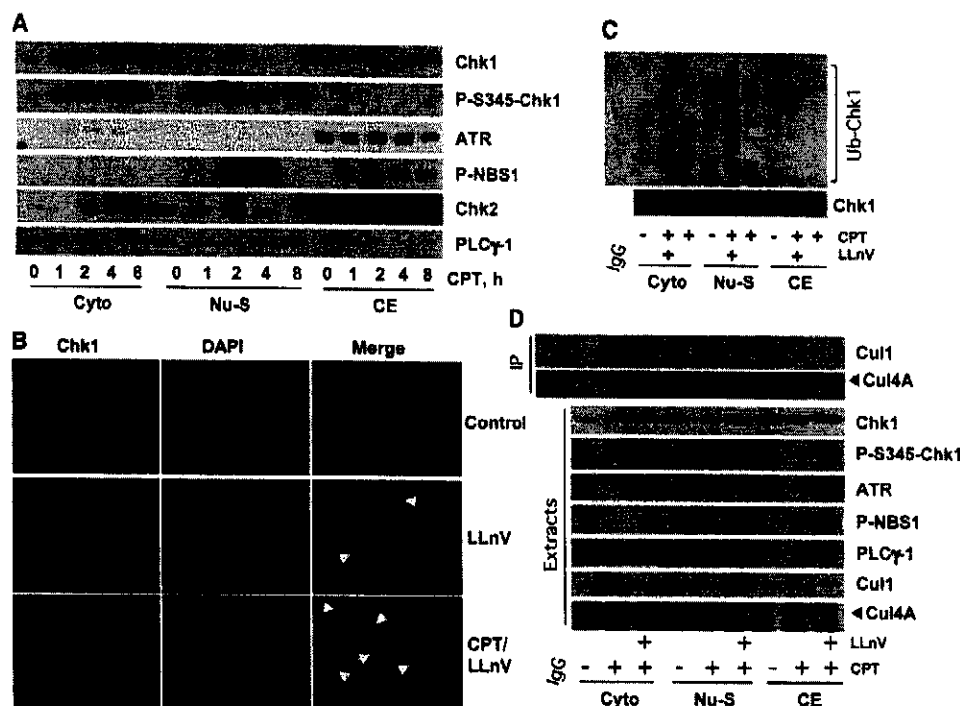 A
Chk1
P-S345-Chk1
ATR
P-NBS1
Chk2
PLCγ-1
0 1 2 4 8 0 1 2 4 8 0 1 2 4 8 CPT, h
Cyto Nu-S CE
B
Chk1 DAPI Merge
Control
LLnV
CPT/
LLnV
C
Ub-Chk1
Chk1
- + + - + + - + + CPT
+ + + LLnV
IgG Cyto Nu-S CE
D
IP
Cul1
Cul4A
Extracts
Chk1
P-S345-Chk1
ATR
P-NBS1
PLCγ-1
Cul1
Cul4A
+ + + LLnV
IgG - + + - + + - + + CPT
Cyto Nu-S CE